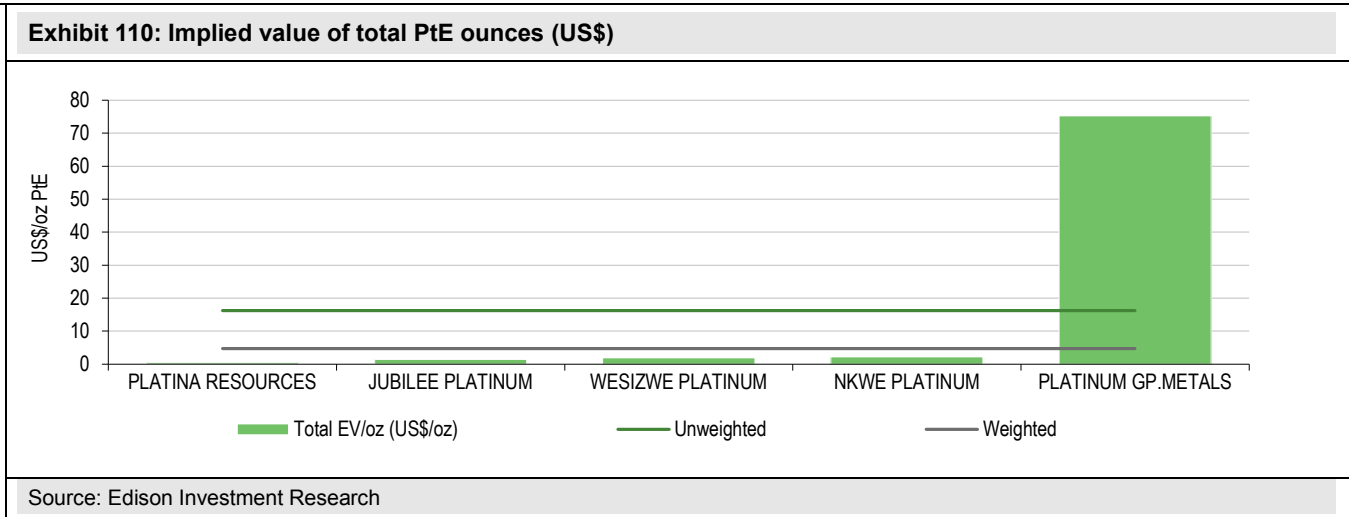 Exhibit 110: Implied value of total PtE ounces (US$)
US$/oz PtE
80
70
60
50
40
30
20
10
0
PLATINA RESOURCES JUBILEE PLATINUM WESIZWE PLATINUM NKWE PLATINUM PLATINUM GP.METALS
Total EV/oz (US$/oz) Unweighted Weighted
Source: Edison Investment Research